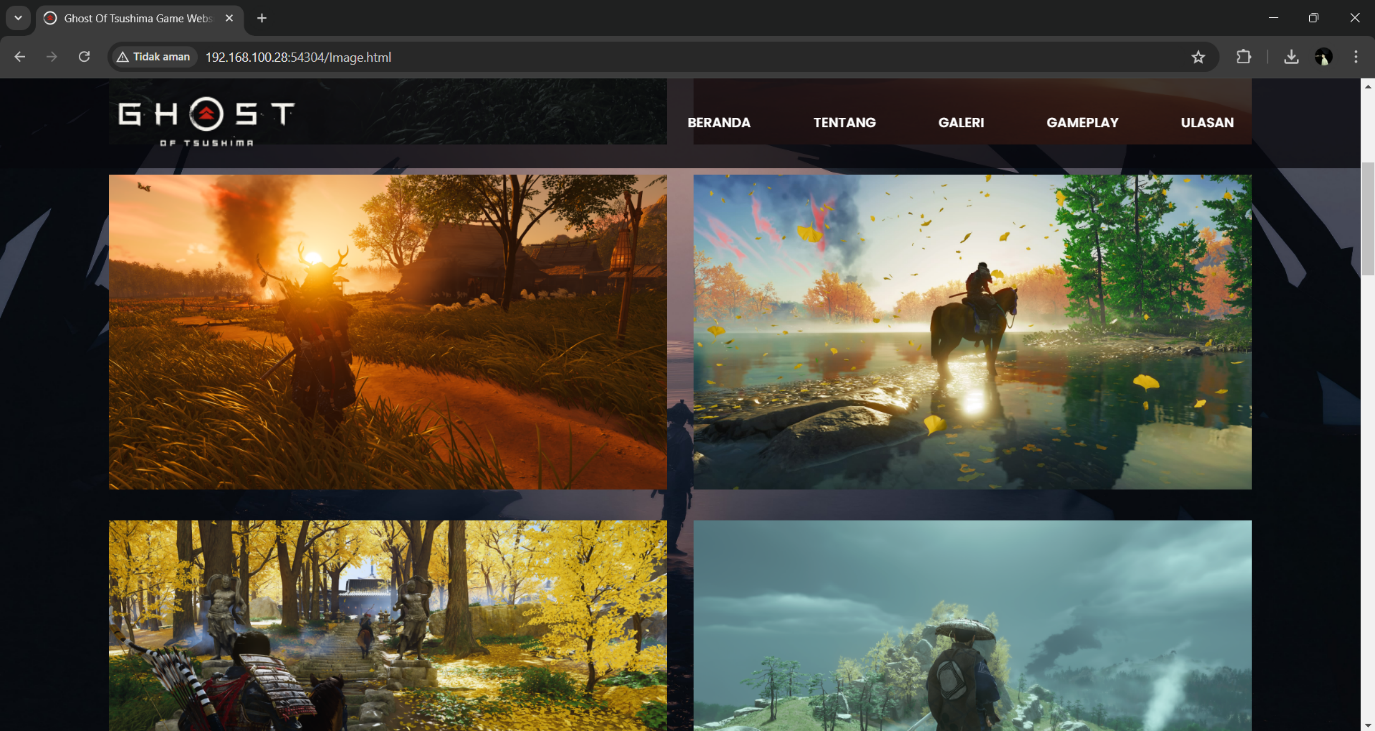 Ghost Of Tsushima Game Webs
Tidak aman
192.168.100.28:54304/Image.html
GHOST
OF TSUSHIMA
BERANDA
TENTANG
GALERI
GAMEPLAY
ULASAN